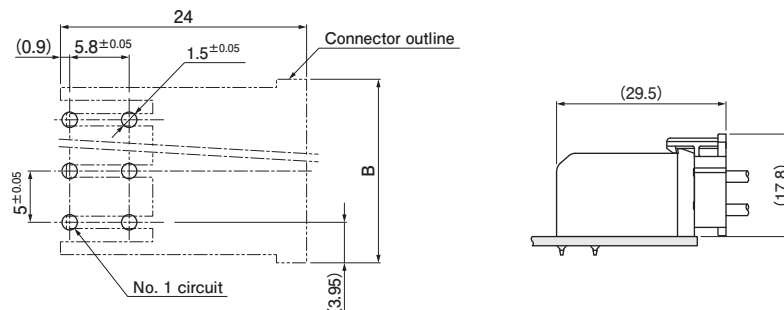 24
(0.9) 5.8±0.05
1.5±0.05
Connector outline
5±0.05
B
(3.95)
No. 1 circuit
(29.5)
(17.8)